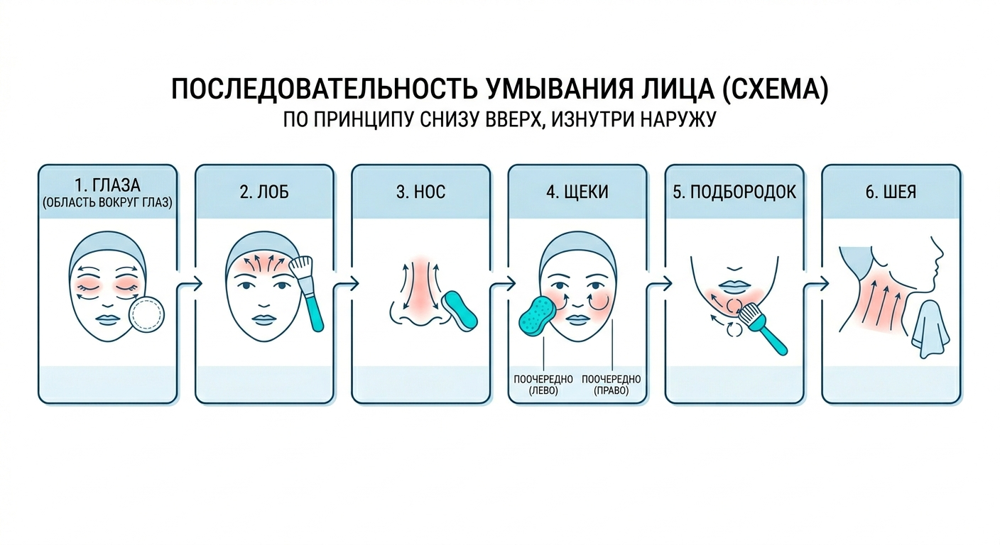 ПОСЛЕДОВАТЕЛЬНОСТЬ УМЫВАНИЯ ЛИЦА (СХЕМА)
ПО ПРИНЦИПУ СНИЗУ ВВЕРХ, ИЗНУТРИ НАРУЖУ
1. ГЛАЗА
(ОБЛАСТЬ ВОКРУГ ГЛАЗ)
2. ЛОБ
3. НОС
4. ЩЕКИ
ПООЧЕРЕДНО
(ЛЕВО)
ПООЧЕРЕДНО
(ПРАВО)
5. ПОДБОРОДОК
6. ШЕЯ